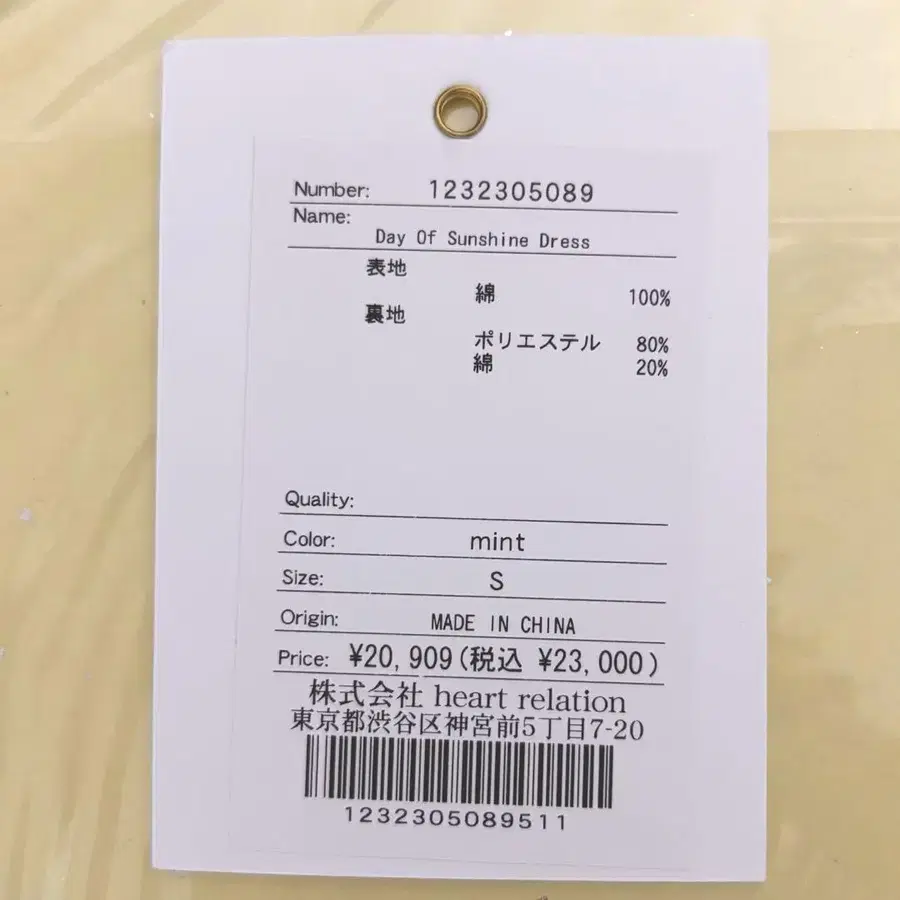 Number: 1232305089
Name:
Day Of Sunshine Dress
表地
綿 100%
裏地
ポリエステル 80%
綿 20%
Quality:
Color: mint
Size: S
Origin: MADE IN CHINA
Price: ¥20,909(税込 ¥23,000)
株式会社 heart relation
東京都渋谷区神宮前5丁目7-20
1232305089511